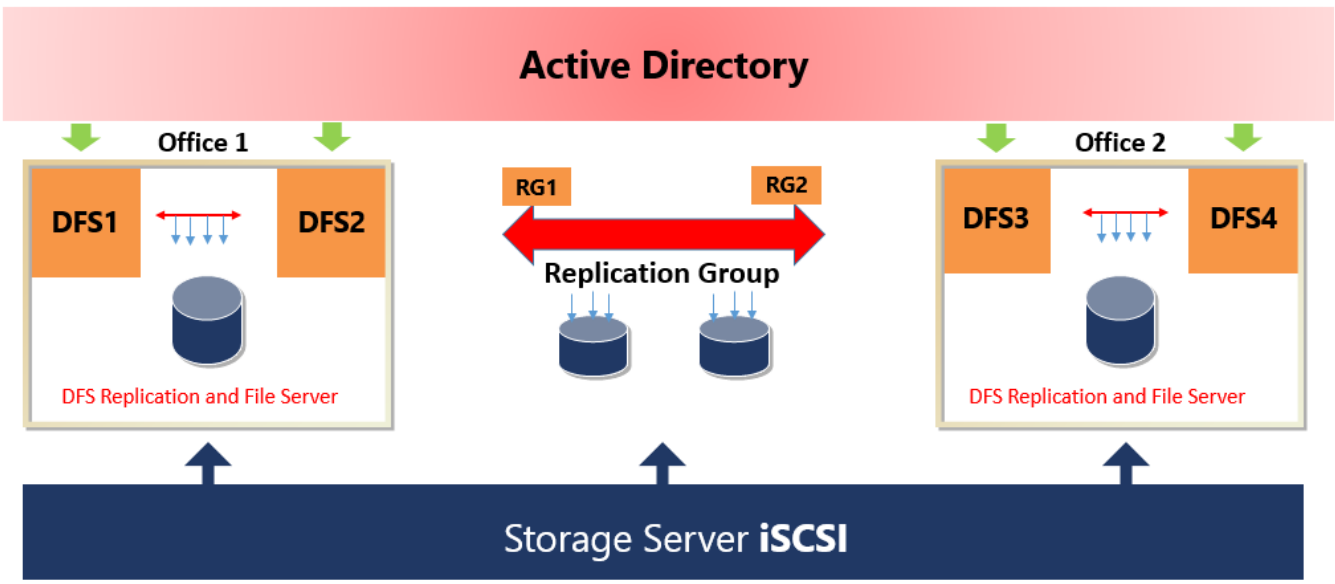 Active Directory
Office 1
Office 2
DFS1
DFS2
RG1
RG2
DFS3
DFS4
Replication Group
DFS Replication and File Server
DFS Replication and File Server
Storage Server iSCSI